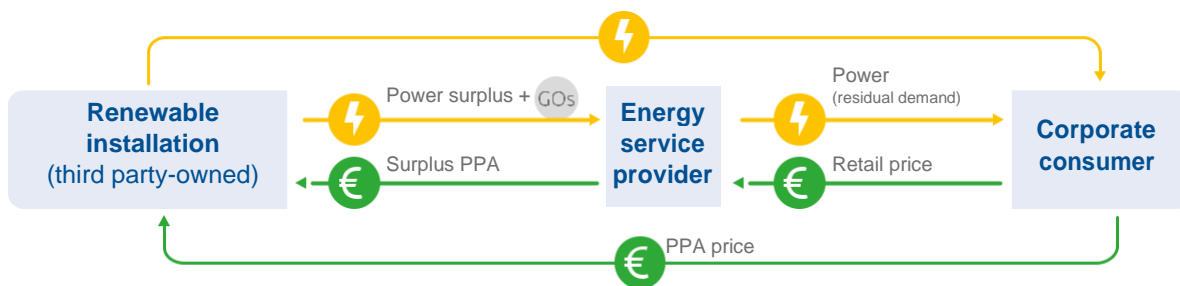 Renewable
installation
(third party-owned)
Power surplus + GOs
Surplus PPA
Energy
service
provider
Power
(residual demand)
Retail price
Corporate
consumer
€
€
€ PPA price